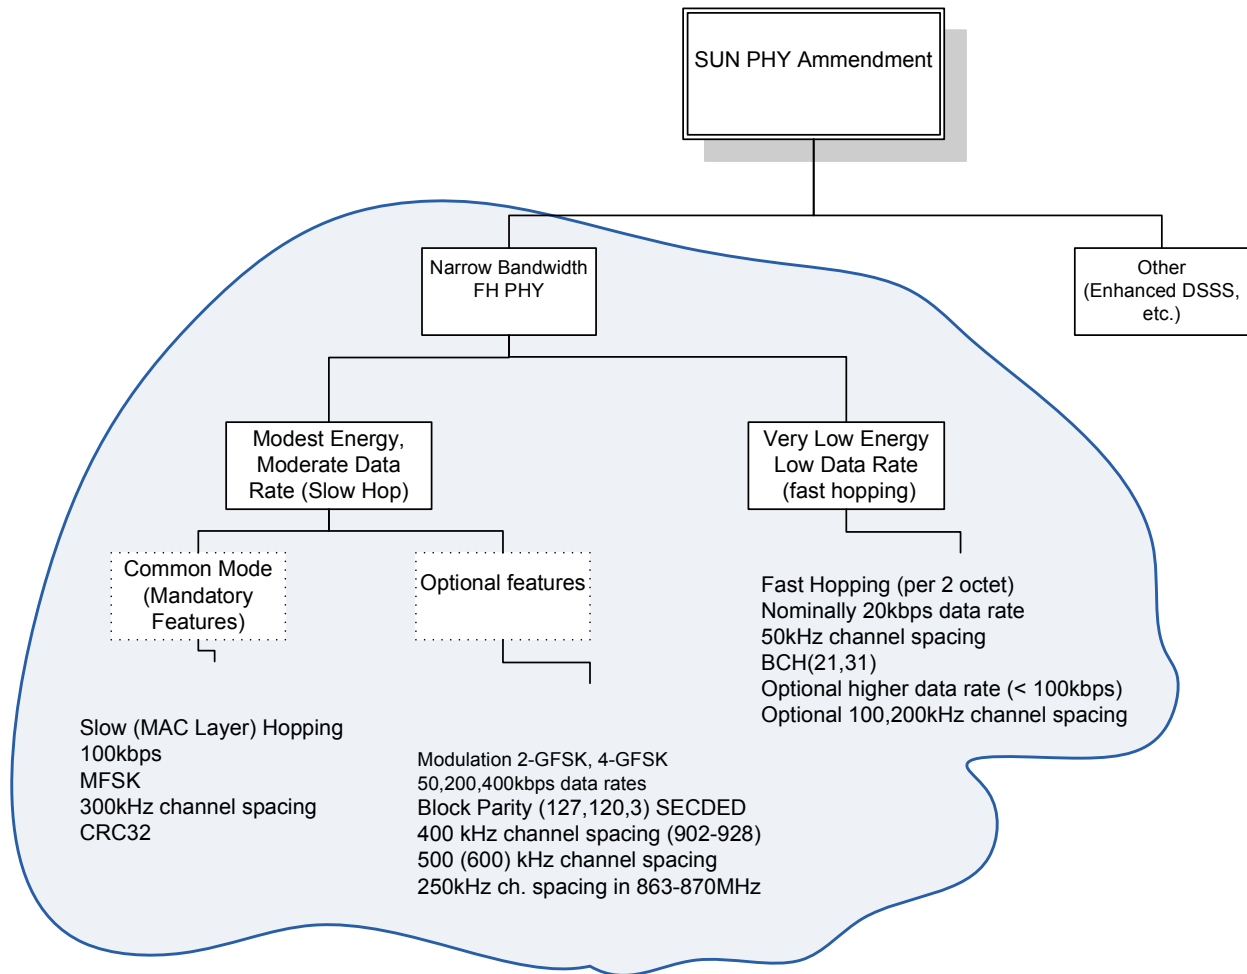 SUN PHY Ammendment
Narrow Bandwidth
FH PHY
Other
(Enhanced DSSS,
etc.)
Modest Energy,
Moderate Data
Rate (Slow Hop)
Very Low Energy
Low Data Rate
(fast hopping)
Common Mode
(Mandatory
Features)
Optional features
Fast Hopping (per 2 octet)
Nominally 20kbps data rate
50kHz channel spacing
BCH(21,31)
Optional higher data rate (< 100kbps)
Optional 100,200kHz channel spacing
Slow (MAC Layer) Hopping
100kbps
MFSK
300kHz channel spacing
CRC32
Modulation 2-GFSK, 4-GFSK
50,200,400kbps data rates
Block Parity (127,120,3) SECDED
400 kHz channel spacing (902-928)
500 (600) kHz channel spacing
250kHz ch. spacing in 863-870MHz